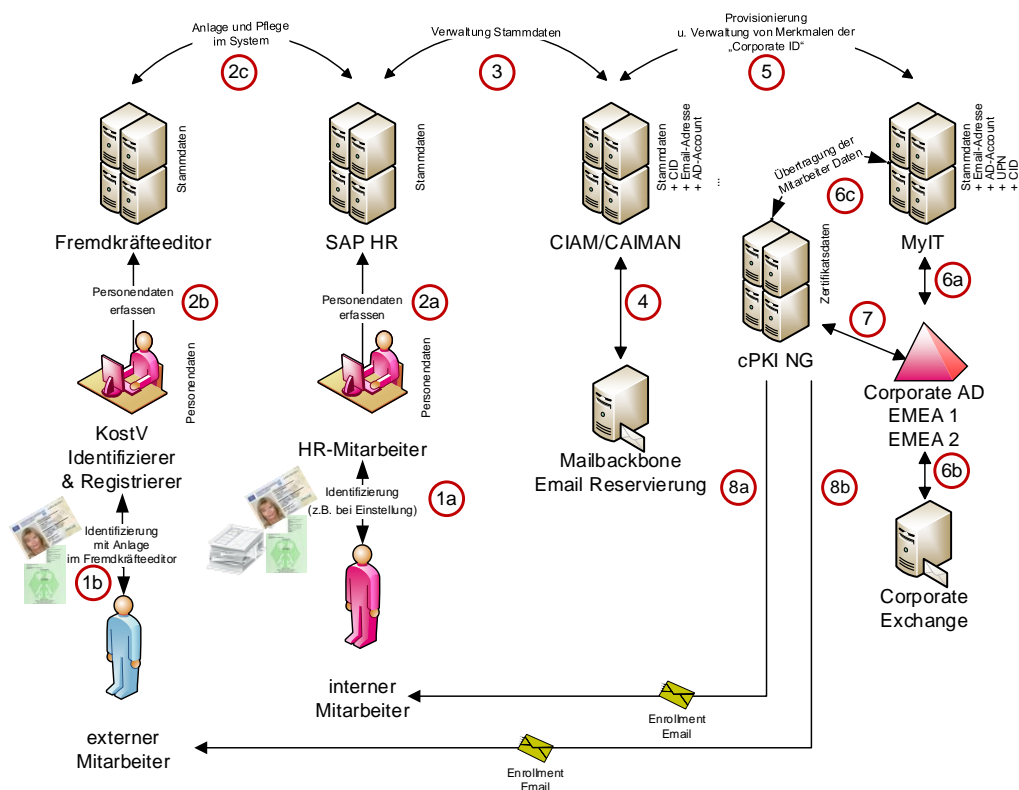 Anlage und Pflege
im System
2c
Verwaltung Stammdaten
3
Provisionierung
u. Verwaltung von Merkmalen der
„Corporate ID“
5
Stammdaten
Fremdkräfteeditor
Stammdaten
SAP HR
Stammdaten
+ CID
+ Email-Adresse
+ AD-Account
...
CIAM/CAIMAN
Übertragung der
Mitarbeiter Daten
6c
Stammdaten
+ Email-Adresse
+ AD-Account
+ UPN
+ CID
MyIT
Personendaten
erfassen
2b
Personendaten
KostV
Identifizierer
& Registrierer
Personendaten
erfassen
2a
Personendaten
HR-Mitarbeiter
4
Mailbackbone
Email Reservierung
Zertifikatsdaten
cPKI NG
6a
7
Corporate AD
EMEA 1
EMEA 2
6b
Corporate
Exchange
Identifizierung
mit Anlage
im Fremdkräfteeditor
1b
Identifizierung
(z.B. bei Einstellung)
1a
8a
8b
interner
Mitarbeiter
Enrollment
Email
externer
Mitarbeiter
Enrollment
Email